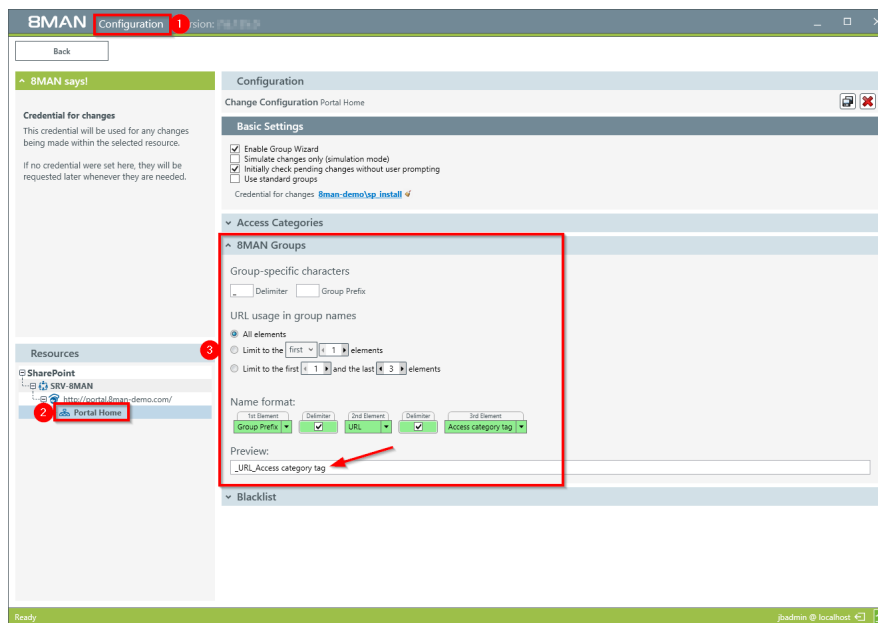 8MAN Configuration 1 rsion:
Back
8MAN says!
Credential for changes
This credential will be used for any changes
being made within the selected resource.
If no credential were set here, they will be
requested later whenever they are needed.
Configuration
Change Configuration Portal Home
Basic Settings
Enable Group Wizard
Simulate changes only (simulation mode)
Initially check pending changes without user prompting
Use standard groups
Credential for changes 8man-demo\sp_install
Access Categories
8MAN Groups
Group-specific characters
_ Delimiter Group Prefix
URL usage in group names
All elements
3 Limit to the first 1 elements
Limit to the first 1 and the last 3 elements
Name format:
1st Element Delimiter 2nd Element Delimiter 3rd Element
Group Prefix URL Access category tag
Preview:
_URL_Access category tag
Blacklist
Resources
SharePoint
SRV-8MAN
http://portal.8man-demo.com/
2 Portal Home
Ready jbadmin @ localhost